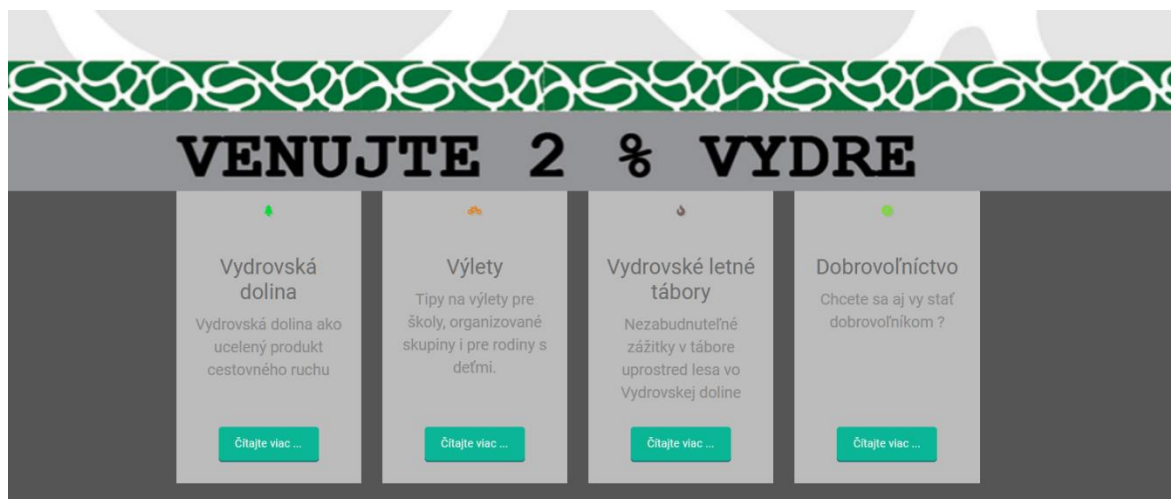 VENUJTE 2 % VYDRE
Vydrovská
dolina
Vydrovská dolina ako
ucelený produkt
cestovného ruchu
Čítajte viac ...
Výlety
Tipy na výlety pre
školy, organizované
skupiny i pre rodiny s
deťmi.
Čítajte viac ...
Vydrovské letné
tábory
Nezabudnuteľné
zážitky v tábore
uprostred lesa vo
Vydrovskej doline
Čítajte viac ...
Dobrovoľníctvo
Chcete sa aj vy stať
dobrovoľníkom ?
Čítajte viac ...